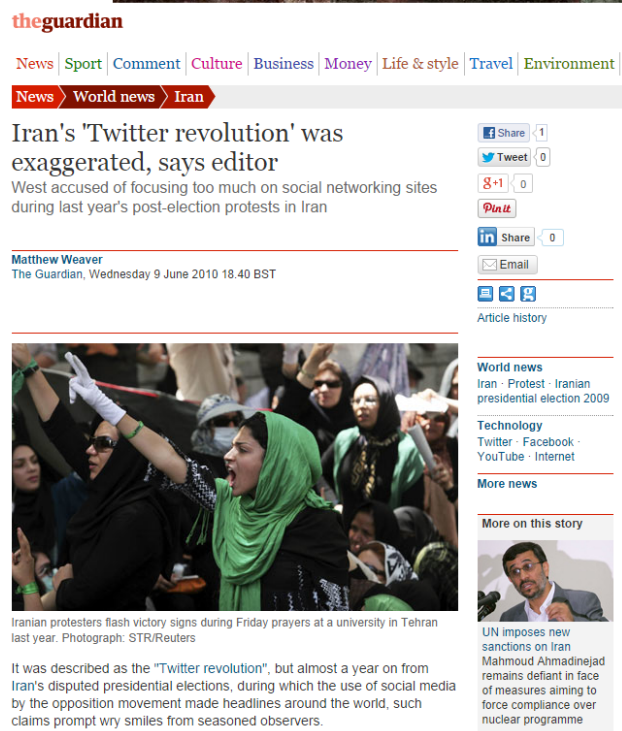 theguardian
News Sport Comment Culture Business Money Life & style Travel Environment
News World news Iran
Iran's 'Twitter revolution' was
exaggerated, says editor
West accused of focusing too much on social networking sites
during last year's post-election protests in Iran
Matthew Weaver
The Guardian, Wednesday 9 June 2010 18.40 BST
Iranian protesters flash victory signs during Friday prayers at a university in Tehran
last year. Photograph: STR/Reuters
It was described as the "Twitter revolution", but almost a year on from
Iran's disputed presidential elections, during which the use of social media
by the opposition movement made headlines around the world, such
claims prompt wry smiles from seasoned observers.
Share 1
Tweet 0
g+1 0
Pin it
in Share 0
Email
Article history
World news
Iran · Protest · Iranian
presidential election 2009
Technology
Twitter · Facebook ·
YouTube · Internet
More news
More on this story
UN imposes new
sanctions on Iran
Mahmoud Ahmadinejad
remains defiant in face
of measures aiming to
force compliance over
nuclear programme